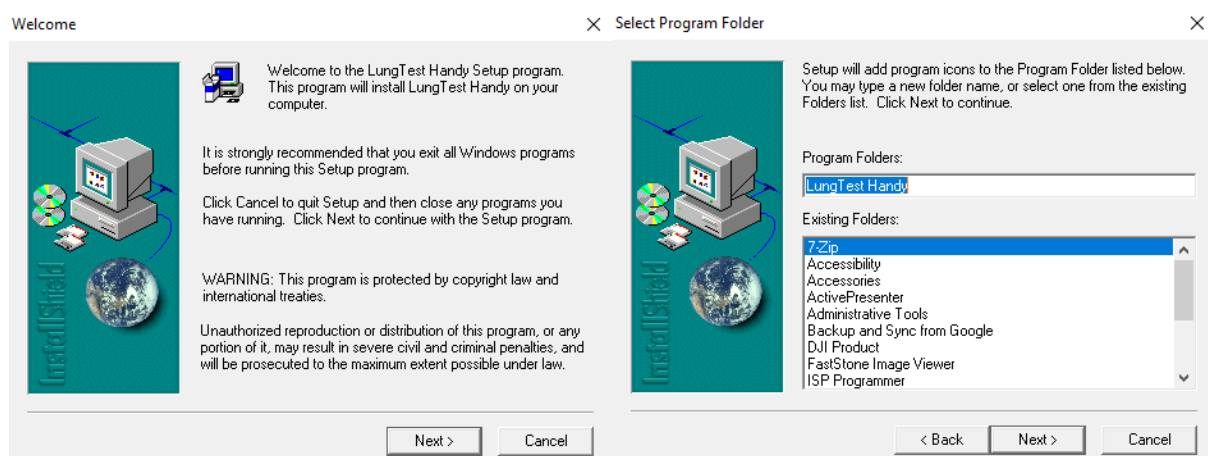 Welcome
Welcome to the LungTest Handy Setup program.
This program will install LungTest Handy on your
computer.
It is strongly recommended that you exit all Windows programs
before running this Setup program.
Click Cancel to quit Setup and then close any programs you
have running. Click Next to continue with the Setup program.
WARNING: This program is protected by copyright law and
international treaties.
Unauthorized reproduction or distribution of this program, or any
portion of it, may result in severe civil and criminal penalties, and
will be prosecuted to the maximum extent possible under law.
InstallShield
Next >
Cancel
Select Program Folder
Setup will add program icons to the Program Folder listed below.
You may type a new folder name, or select one from the existing
Folders list. Click Next to continue.
Program Folders:
LungTest Handy
Existing Folders:
7-Zip
Accessibility
Accessories
ActivePresenter
Administrative Tools
Backup and Sync from Google
DJI Product
FastStone Image Viewer
ISP Programmer
InstallShield
< Back
Next >
Cancel